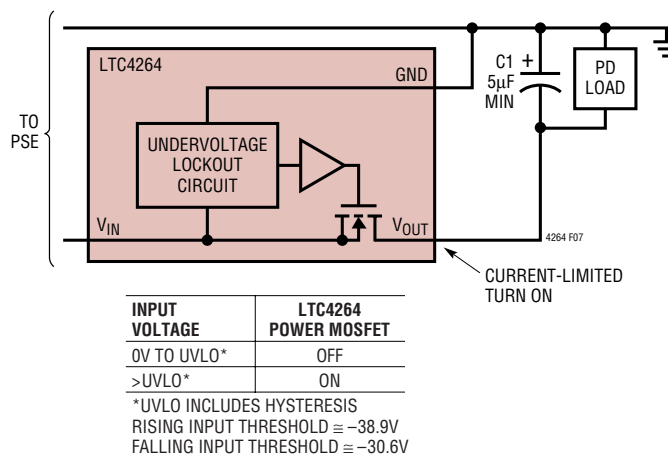 LTC4264
GND
C1 +
5µF
MIN
PD
LOAD
TO
PSE
UNDERVOLTAGE
LOCKOUT
CIRCUIT
VIN
VOUT
4264 F07
CURRENT-LIMITED
TURN ON
INPUT VOLTAGE LTC4264 POWER MOSFET
0V TO UVLO* OFF
>UVLO* ON
*UVLO INCLUDES HYSTERESIS
RISING INPUT THRESHOLD ≅ –38.9V
FALLING INPUT THRESHOLD ≅ –30.6V